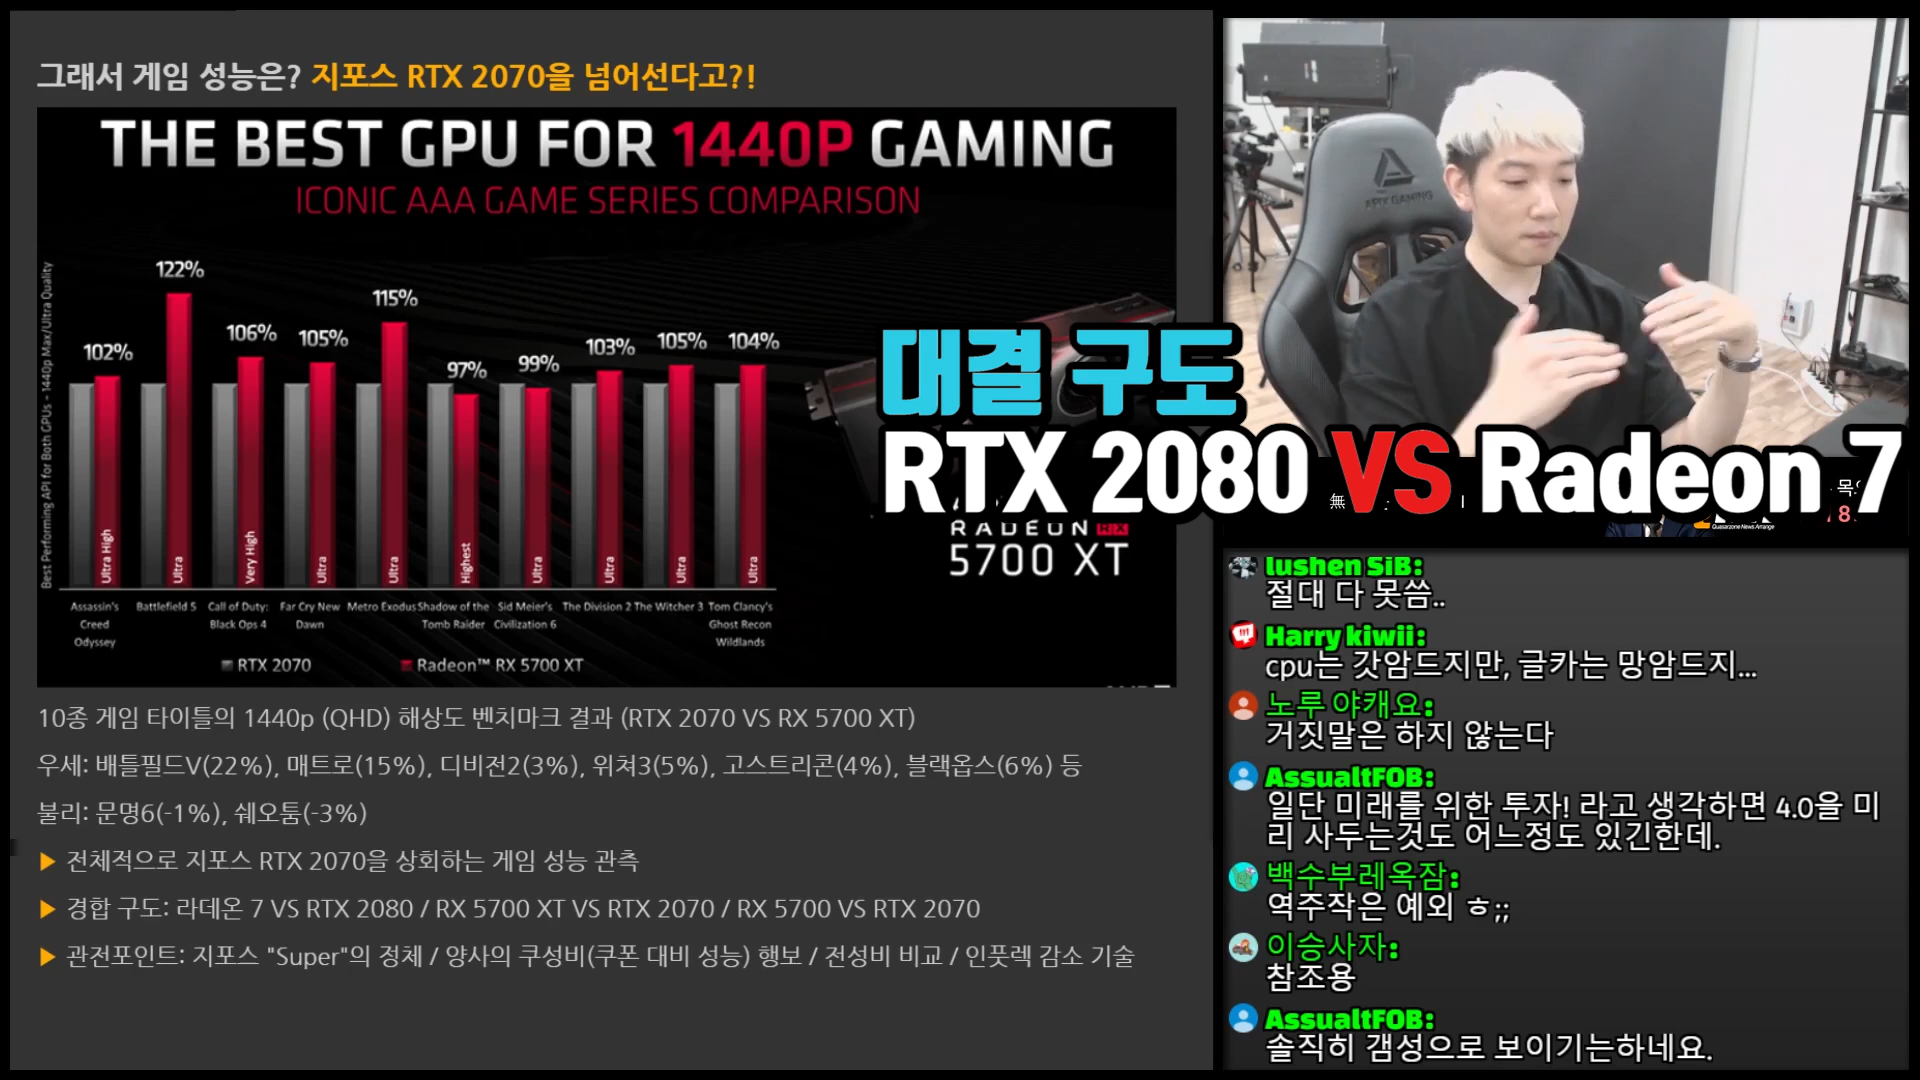 그래서 게임 성능은? 지포스 RTX 2070을 넘어선다고?!
THE BEST GPU FOR 1440P GAMING
ICONIC AAA GAME SERIES COMPARISON
Best Performing API for Both GPUs - 1440p Max/Ultra Quality
102%
122%
106%
105%
115%
97%
99%
103%
105%
104%
Ultra High
Ultra
Very High
Ultra
Ultra
Highest
Ultra
Ultra
Ultra
Ultra
Assassin's Creed Odyssey
Battlefield 5
Call of Duty: Black Ops 4
Far Cry New Dawn
Metro Exodus
Shadow of the Tomb Raider
Sid Meier's Civilization 6
The Division 2
The Witcher 3
Tom Clancy's Ghost Recon Wildlands
RTX 2070
Radeon™ RX 5700 XT
RADEON RX
5700 XT
대결 구도
RTX 2080 VS Radeon 7
APIX GAMING
Quasarzone News Arrange
10종 게임 타이틀의 1440p (QHD) 해상도 벤치마크 결과 (RTX 2070 VS RX 5700 XT)
우세: 배틀필드V(22%), 매트로(15%), 디비전2(3%), 위쳐3(5%), 고스트리콘(4%), 블랙옵스(6%) 등
불리: 문명6(-1%), 쉐오툼(-3%)
▶ 전체적으로 지포스 RTX 2070을 상회하는 게임 성능 관측
▶ 경합 구도: 라데온 7 VS RTX 2080 / RX 5700 XT VS RTX 2070 / RX 5700 VS RTX 2070
▶ 관전포인트: 지포스 "Super"의 정체 / 양사의 쿠성비(쿠폰 대비 성능) 행보 / 전성비 비교 / 인풋렉 감소 기술
lushen SiB:
절대 다 못씀..
Harry kiwii:
cpu는 갓암드지만, 글카는 망암드지...
노루 야캐요:
거짓말은 하지 않는다
AssualtFOB:
일단 미래를 위한 투자! 라고 생각하면 4.0을 미
리 사두는것도 어느정도 있긴한데.
백수부레옥잠:
역주작은 예외 ㅎ;;
이승사자:
참조용
AssualtFOB:
솔직히 갬성으로 보이기는하네요.